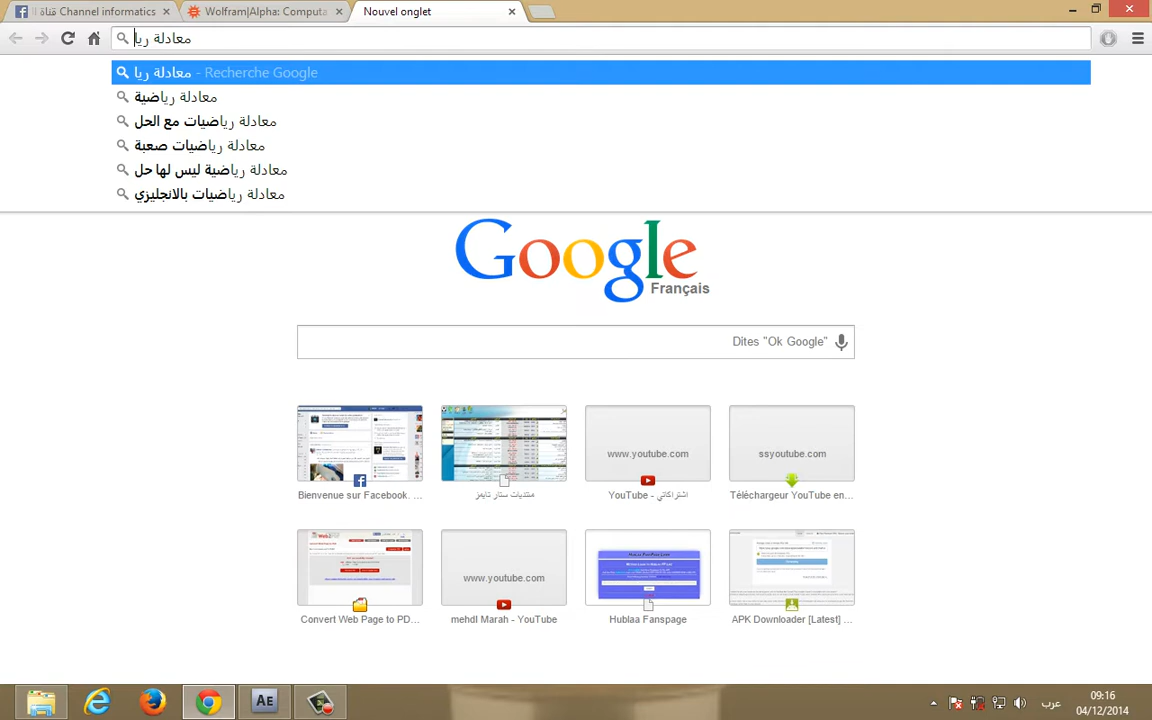 قناة Channel informatics
Wolfram|Alpha: Computa
Nouvel onglet
معادلة ريا
معادلة ريا - Recherche Google
معادلة رياضية
معادلة رياضيات مع الحل
معادلة رياضيات صعبة
معادلة رياضية ليس لها حل
معادلة رياضيات بالانجليزي
Google
Français
Dites "Ok Google"
www.youtube.com
ssyoutube.com
Bienvenue sur Facebook. ...
منتديات ستار تايمز
اشتراكاتي - YouTube
Téléchargeur YouTube en...
www.youtube.com
Convert Web Page to PD...
mehdl Marah - YouTube
Hublaa Fanspage
APK Downloader [Latest] ...
AE
عرب
09:16
04/12/2014